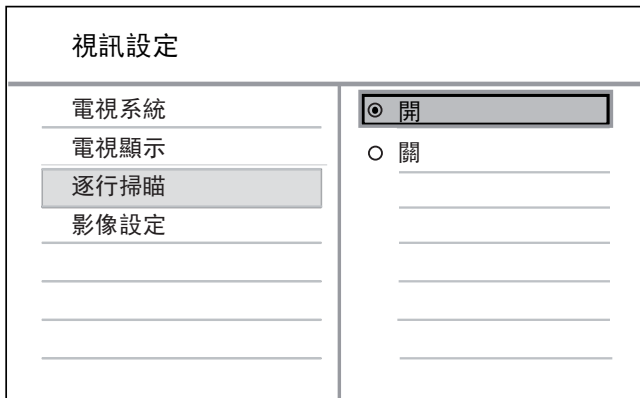 視訊設定
電視系統
電視顯示
逐行掃瞄
影像設定
開
關